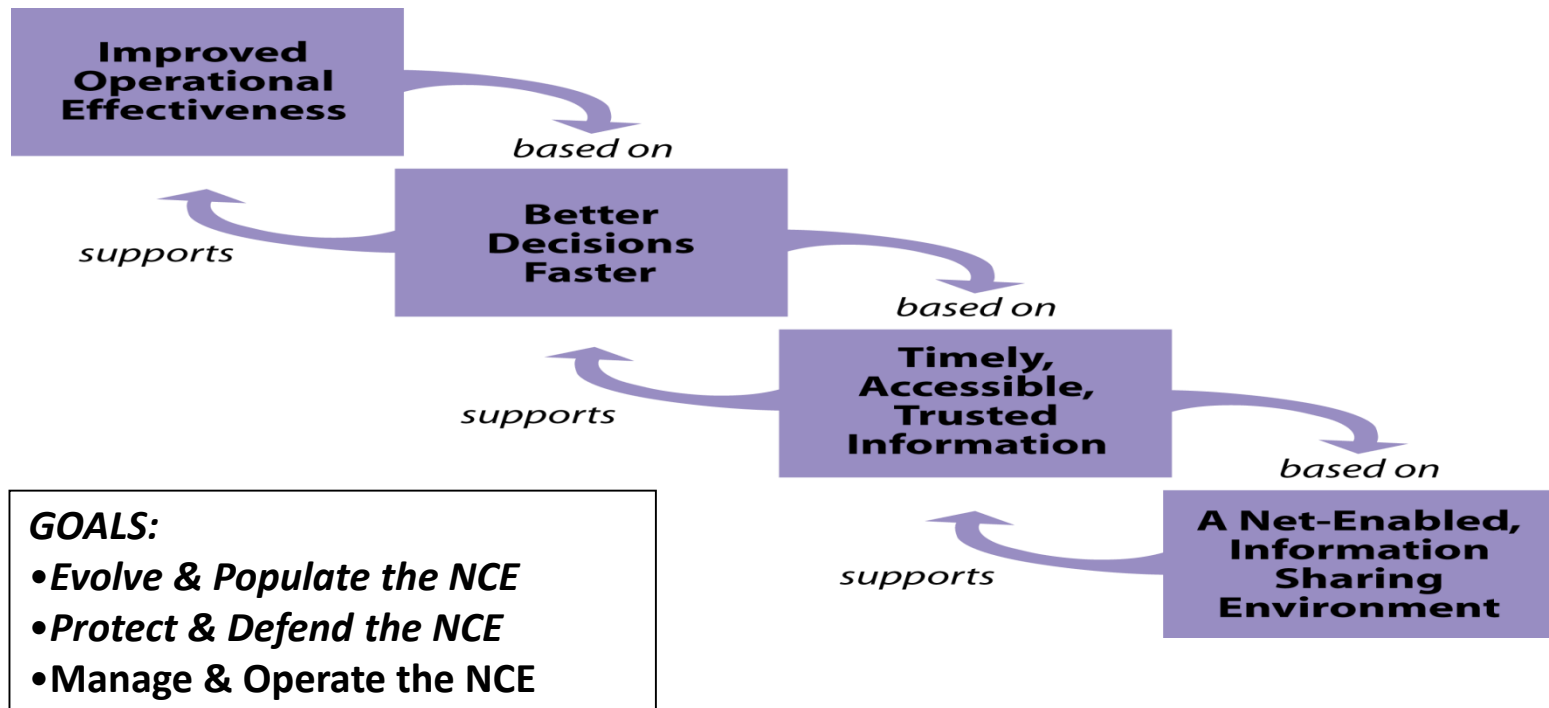 Improved
Operational
Effectiveness
based on
supports
Better
Decisions
Faster
based on
supports
Timely,
Accessible,
Trusted
Information
based on
supports
A Net-Enabled,
Information
Sharing
Environment
GOALS:
•Evolve & Populate the NCE
•Protect & Defend the NCE
•Manage & Operate the NCE